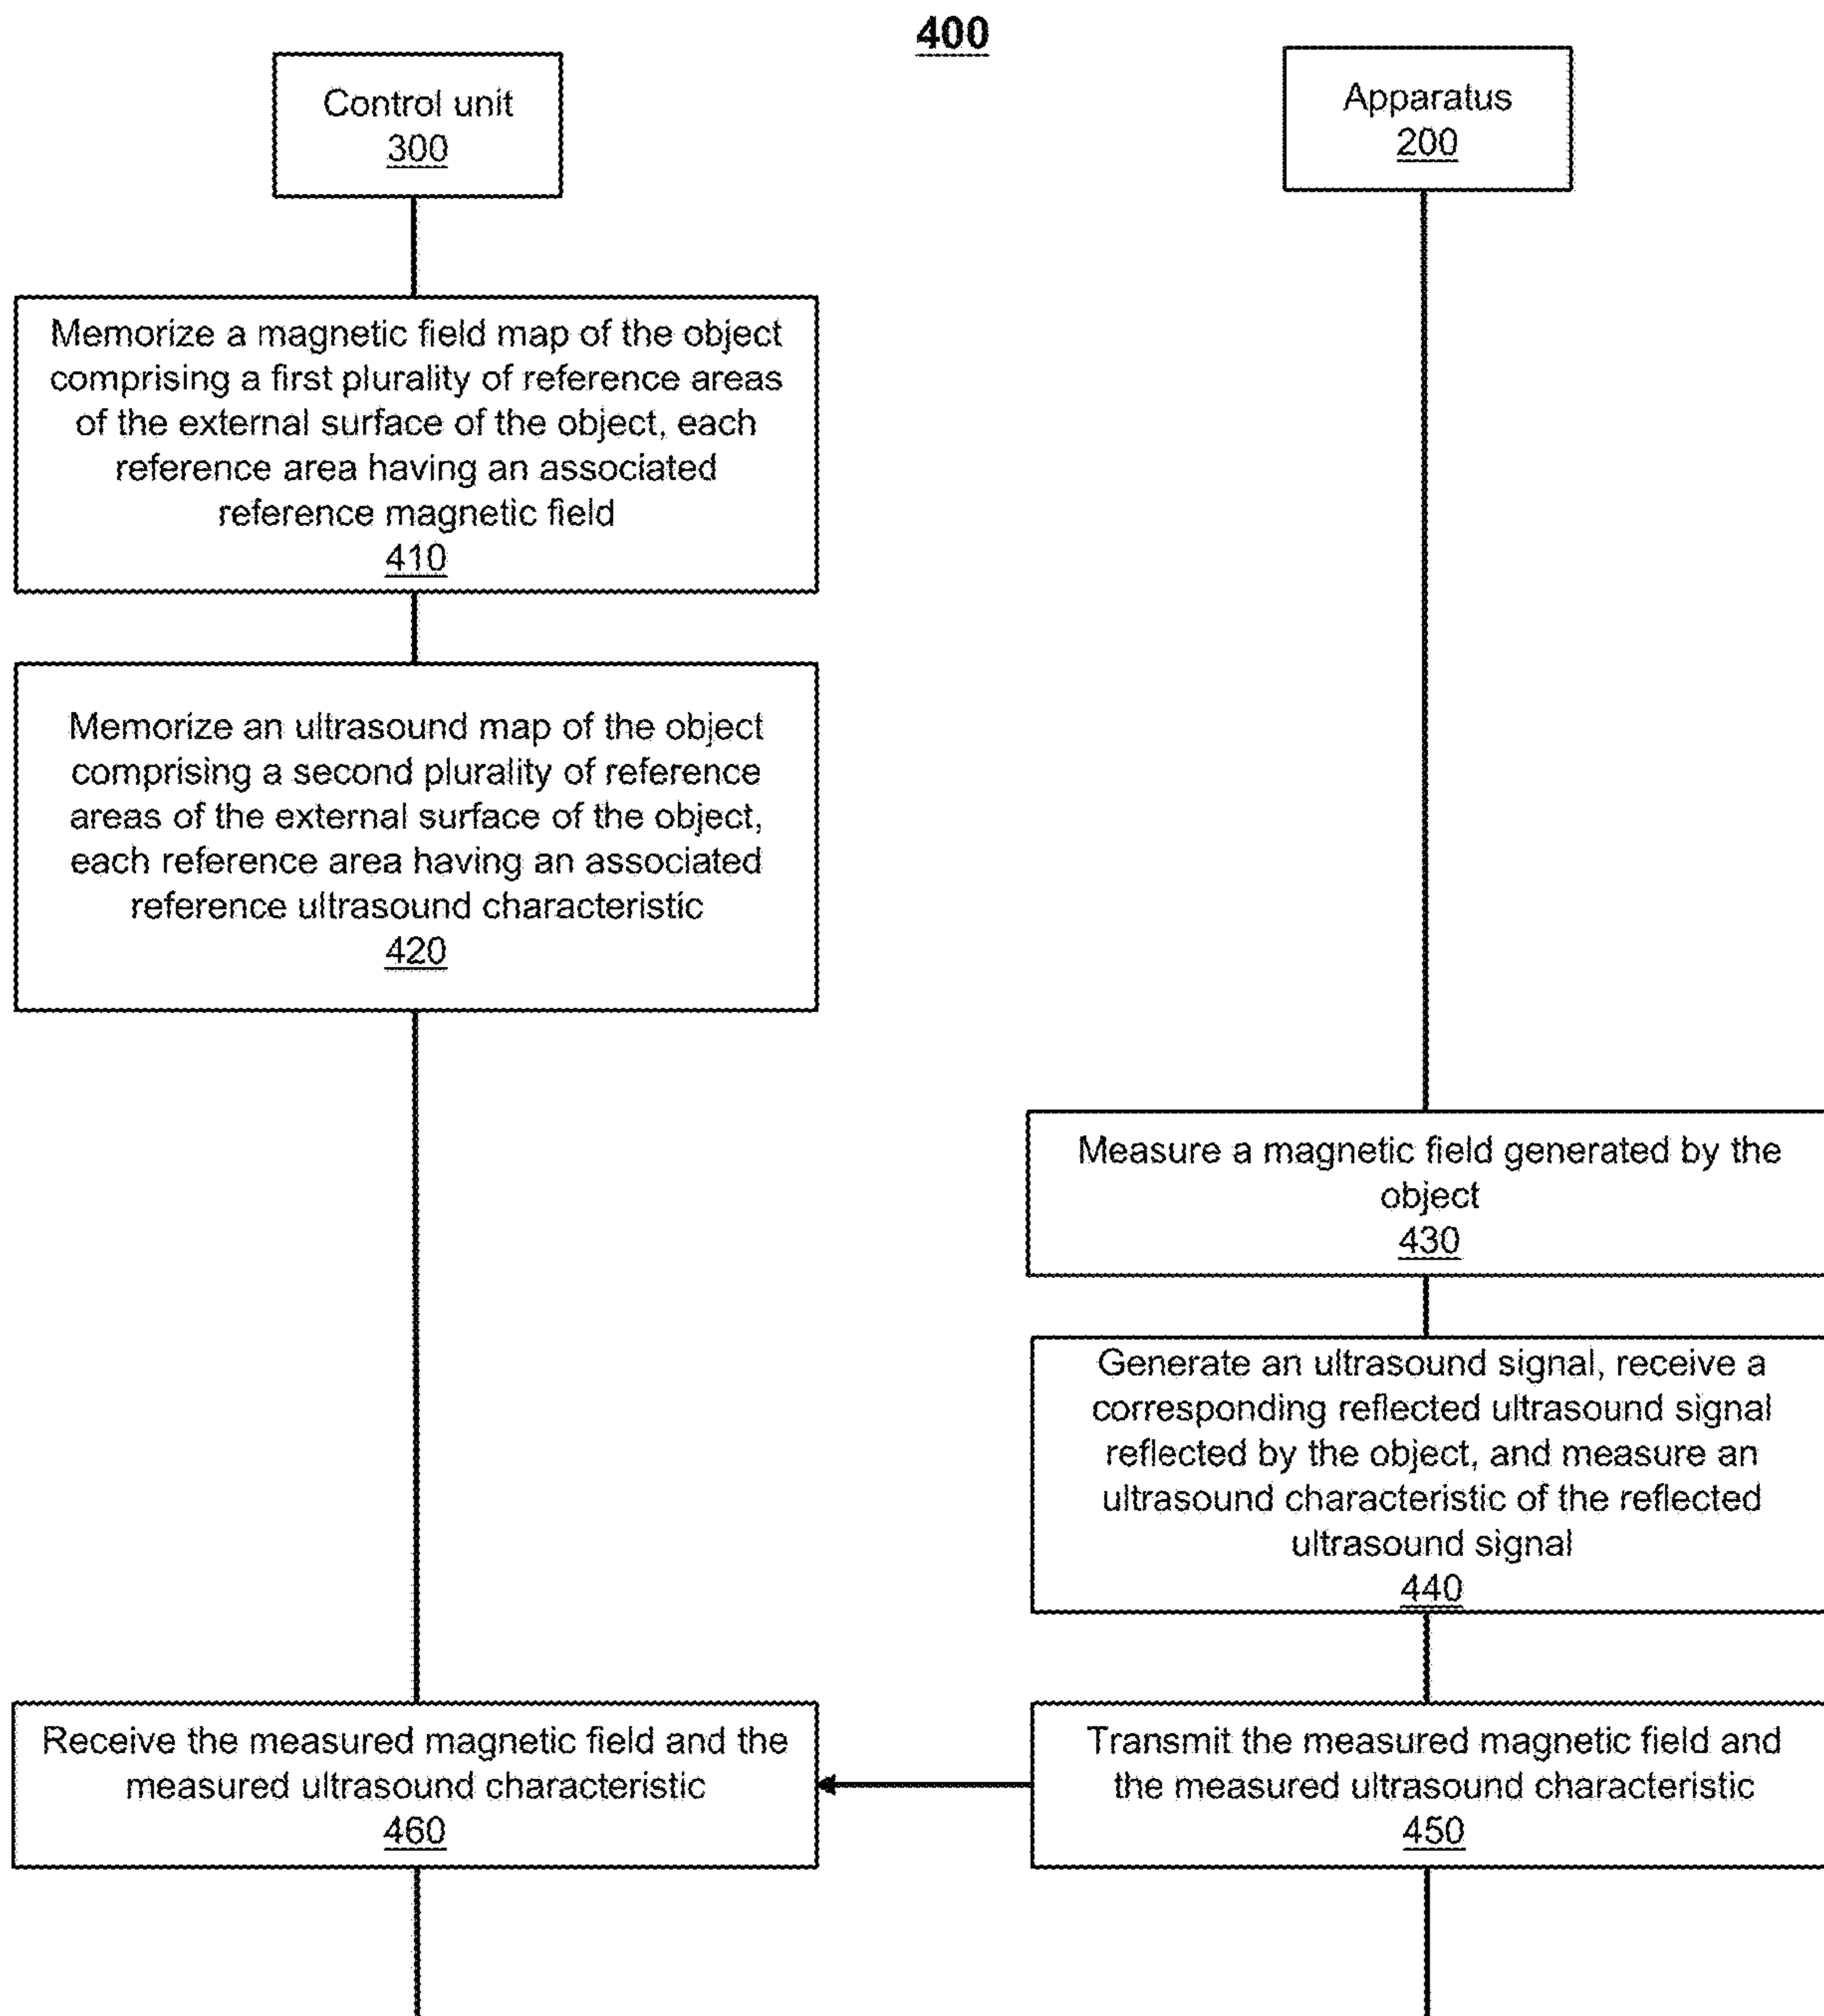 400
Control unit
300
Apparatus
200
Memorize a magnetic field map of the object
comprising a first plurality of reference areas
of the external surface of the object, each
reference area having an associated
reference magnetic field
410
Memorize an ultrasound map of the object
comprising a second plurality of reference
areas of the external surface of the object,
each reference area having an associated
reference ultrasound characteristic
420
Measure a magnetic field generated by the
object
430
Generate an ultrasound signal, receive a
corresponding reflected ultrasound signal
reflected by the object, and measure an
ultrasound characteristic of the reflected
ultrasound signal
440
Receive the measured magnetic field and the
measured ultrasound characteristic
460
Transmit the measured magnetic field and
the measured ultrasound characteristic
450